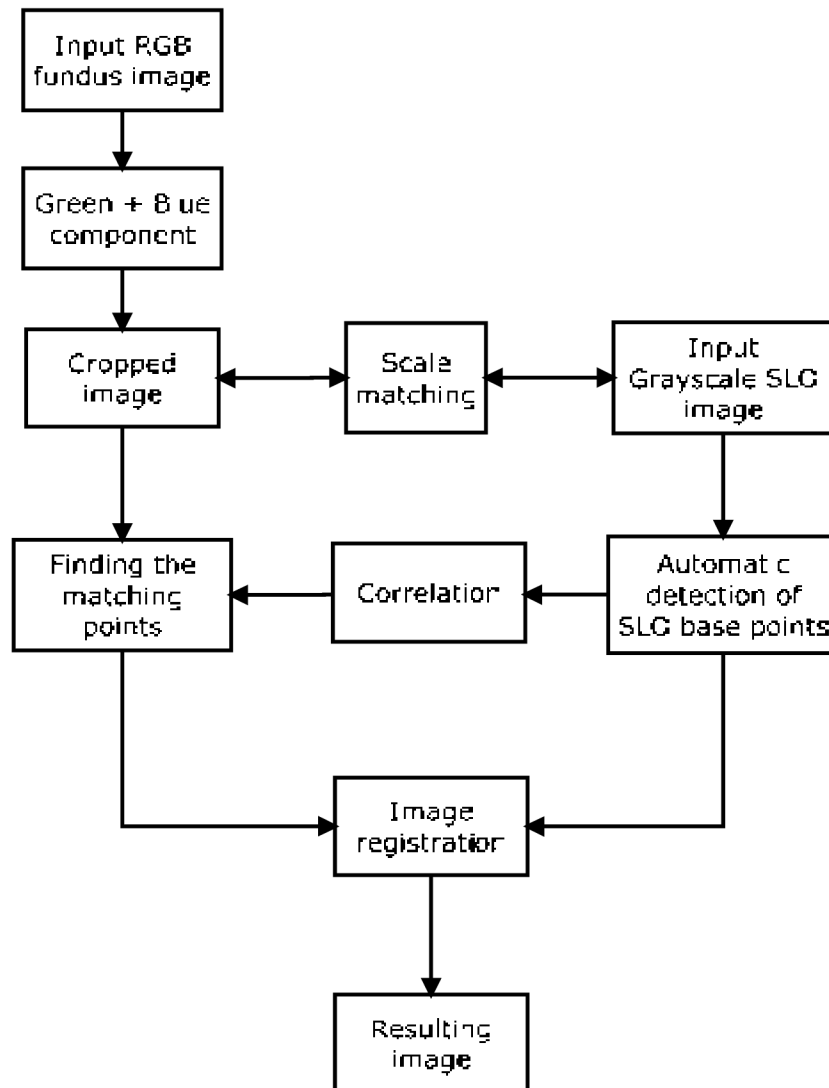 Input RGB
fundus image
Green + Blue
component
Cropped
image
Scale
matching
Input
Grayscale SLO
image
Finding the
matching
points
Correlation
Automatic
detection of
SLO base points
Image
registration
Resulting
image